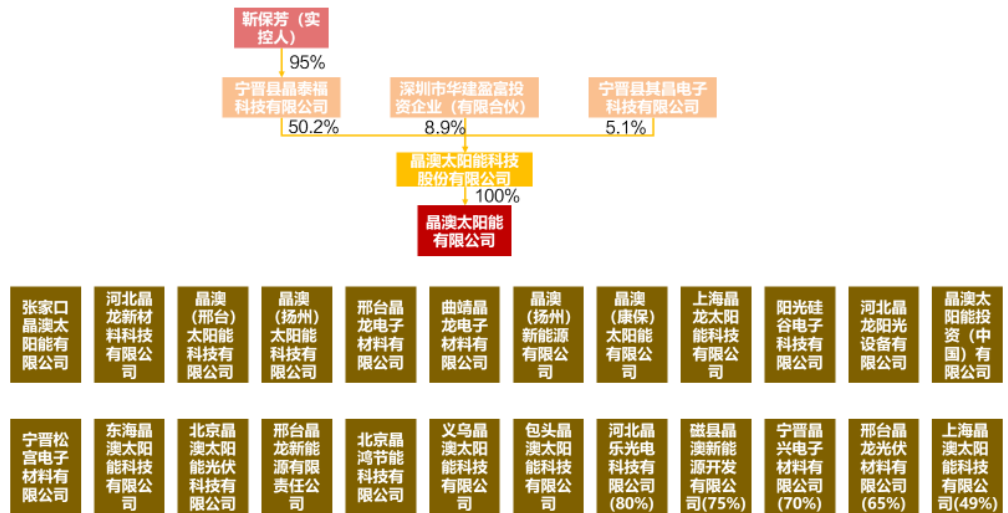 靳保芳（实
控人）
95%
宁晋县晶泰福
科技有限公司
深圳市华建盈富投
资企业（有限合伙）
宁晋县其昌电子
科技有限公司
50.2%
8.9%
5.1%
晶澳太阳能科技
股份有限公司
100%
晶澳太阳能
有限公司
张家口
晶澳太
阳能有
限公司
河北晶
龙新材
料科技
有限公
司
晶澳
（邢台）
太阳能
科技有
限公司
晶澳
（扬州）
太阳能
科技有
限公司
邢台晶
龙电子
材料有
限公司
曲靖晶
龙电子
材料有
限公司
晶澳
（扬州）
新能源
有限公
司
晶澳
（康保）
太阳能
有限公
司
上海晶
龙太阳
能科技
有限公
司
阳光硅
谷电子
科技有
限公司
河北晶
龙阳光
设备有
限公司
晶澳太
阳能投
资（中
国）有
限公司
宁晋松
宫电子
材料有
限公司
东海晶
澳太阳
能科技
有限公
司
北京晶
澳太阳
能光伏
科技有
限公司
邢台晶
龙新能
源有限
责任公
司
北京晶
鸿节能
科技有
限公司
义乌晶
澳太阳
能科技
有限公
司
包头晶
澳太阳
能科技
有限公
司
河北晶
乐光电
科技有
限公司
(80%)
磁县晶
澳新能
源开发
有限公
司(75%)
宁晋晶
兴电子
材料有
限公司
(70%)
邢台晶
龙光伏
材料有
限公司
(65%)
上海晶
澳太阳
能科技
有限公
司(49%)